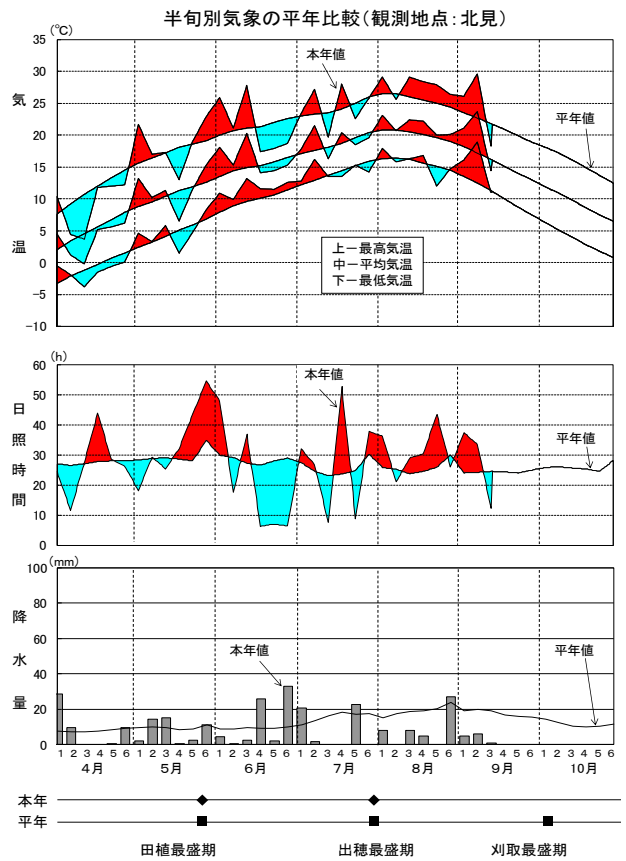 半旬別気象の平年比較(観測地点:北見)
(℃)
35
30
25
20
15
10
5
0
−5
−10
気
温
本年値
平年値
上−最高気温
中−平均気温
下−最低気温
(h)
60
50
40
30
20
10
0
日
照
時
間
本年値
平年値
(mm)
100
80
60
40
20
0
降
水
量
本年値
平年値
1 2 3 4 5 6 1 2 3 4 5 6 1 2 3 4 5 6 1 2 3 4 5 6 1 2 3 4 5 6 1 2 3 4 5 6 1 2 3 4 5 6
4月 5月 6月 7月 8月 9月 10月
本年
平年
田植最盛期 出穂最盛期 刈取最盛期